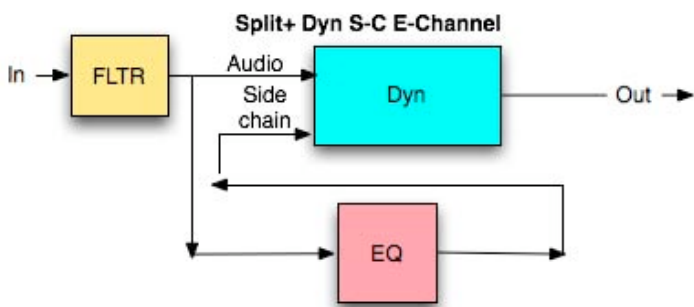 Split+ Dyn S-C E-Channel
In
FLTR
Audio
Side
chain
Dyn
Out
EQ